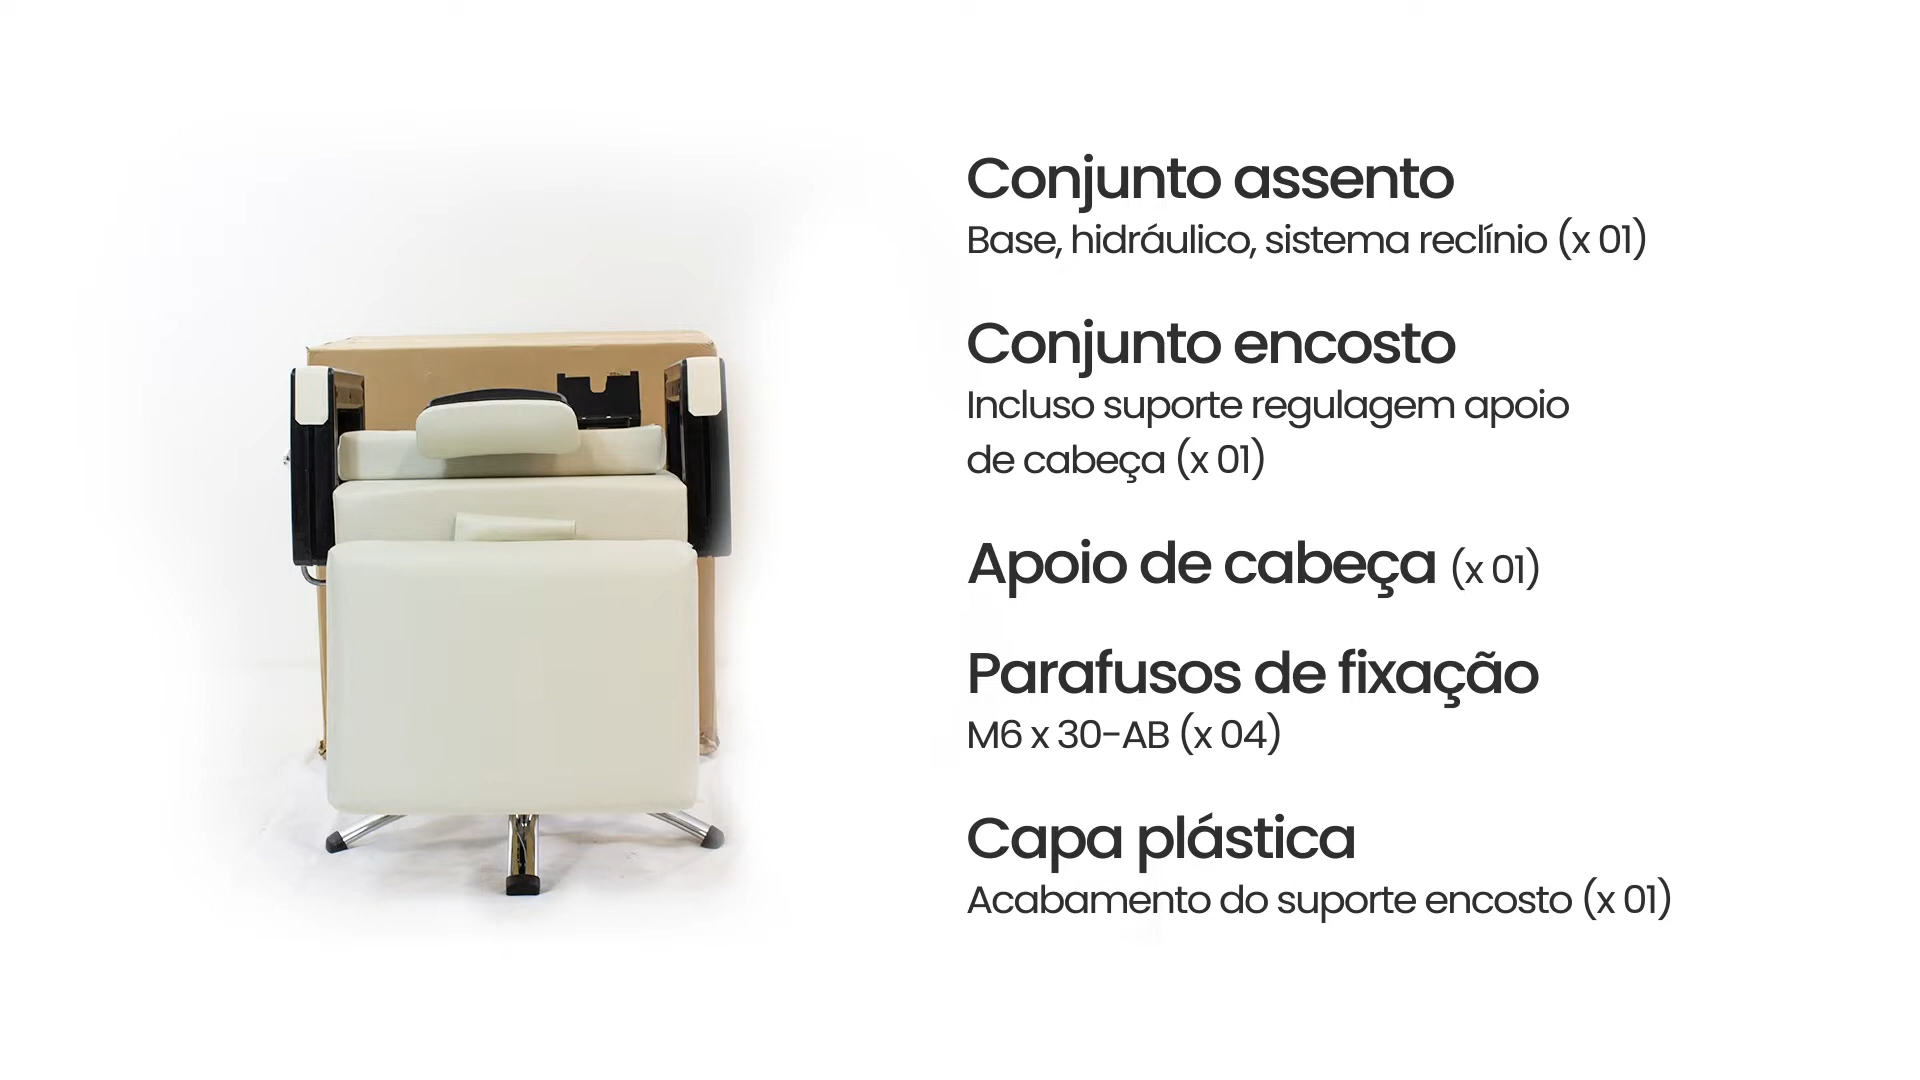 Conjunto assento
Base, hidráulico, sistema reclínio (x 01)
Conjunto encosto
Incluso suporte regulagem apoio
de cabeça (x 01)
Apoio de cabeça (x 01)
Parafusos de fixação
M6 x 30-AB (x 04)
Capa plástica
Acabamento do suporte encosto (x 01)